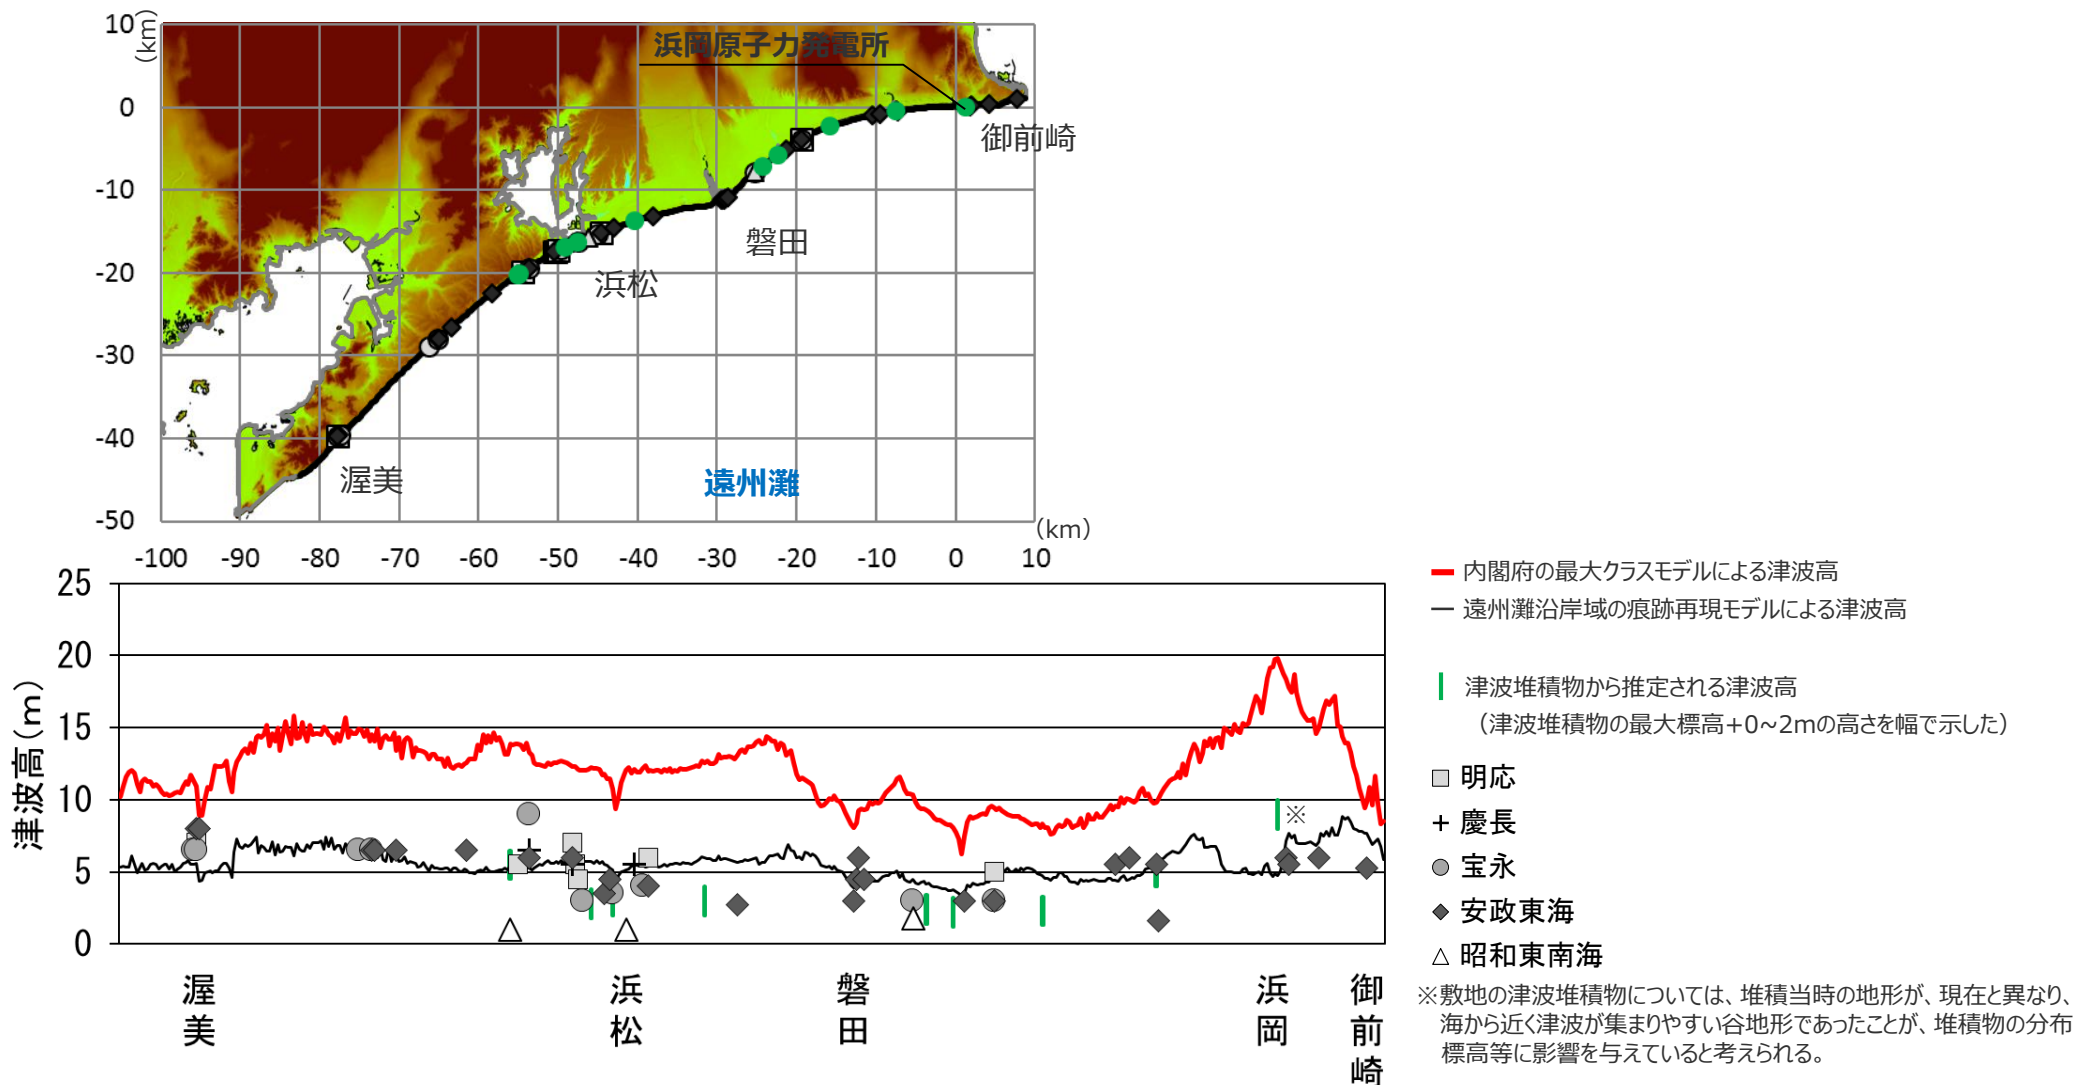 10
(km)
浜岡原子力発電所
0
御前崎
-10
磐田
-20
浜松
-30
-40
渥美
遠州灘
-50
(km)
-100 -90 -80 -70 -60 -50 -40 -30 -20 -10 0 10
25
20
15
10
5
0
津波高(m)
※
渥美
浜松
磐田
浜岡
御前崎
内閣府の最大クラスモデルによる津波高
遠州灘沿岸域の痕跡再現モデルによる津波高
津波堆積物から推定される津波高
(津波堆積物の最大標高+0~2mの高さを幅で示した)
明応
慶長
宝永
安政東海
昭和東南海
※敷地の津波堆積物については、堆積当時の地形が、現在と異なり、
海から近く津波が集まりやすい谷地形であったことが、堆積物の分布
標高等に影響を与えていると考えられる。